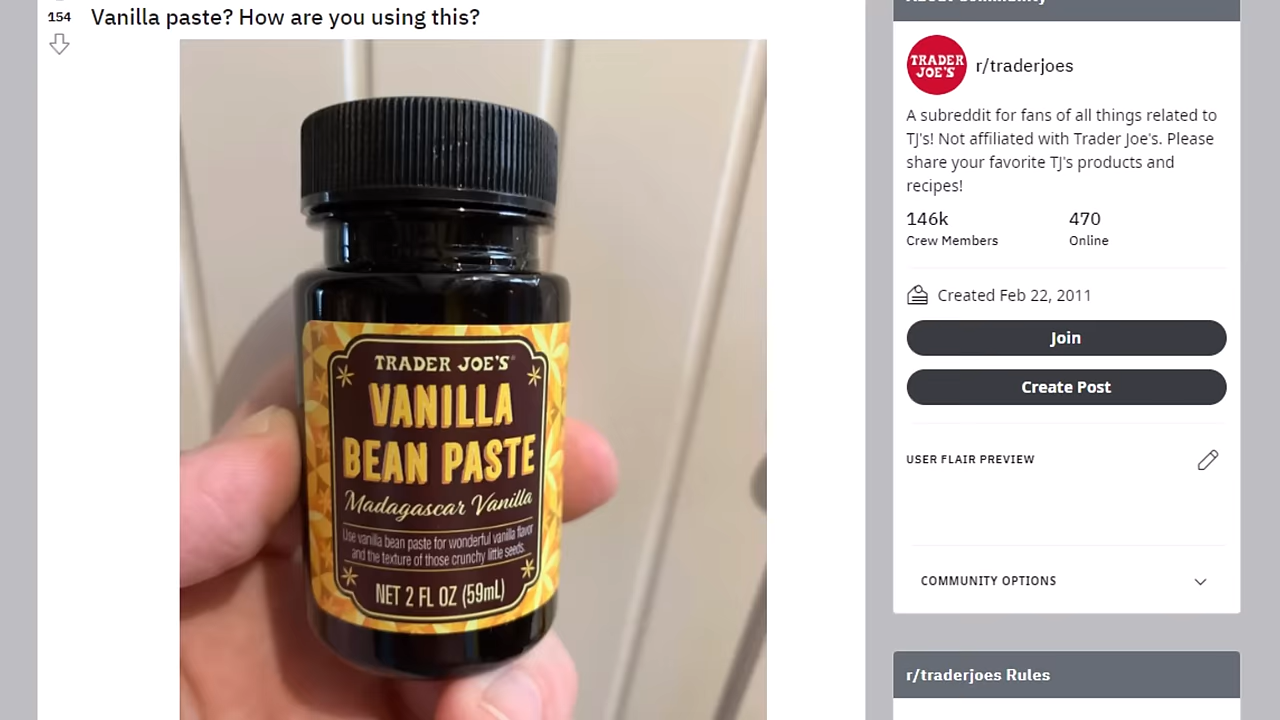 154
Vanilla paste? How are you using this?
TRADER JOE'S
VANILLA
BEAN PASTE
Madagascar Vanilla
Use vanilla bean paste for wonderful vanilla flavor
and the texture of those crunchy little seeds.
NET 2 FL OZ (59mL)
TRADER
JOE'S
r/traderjoes
A subreddit for fans of all things related to
TJ's! Not affiliated with Trader Joe's. Please
share your favorite TJ's products and
recipes!
146k
470
Crew Members
Online
Created Feb 22, 2011
Join
Create Post
USER FLAIR PREVIEW
COMMUNITY OPTIONS
r/traderjoes Rules